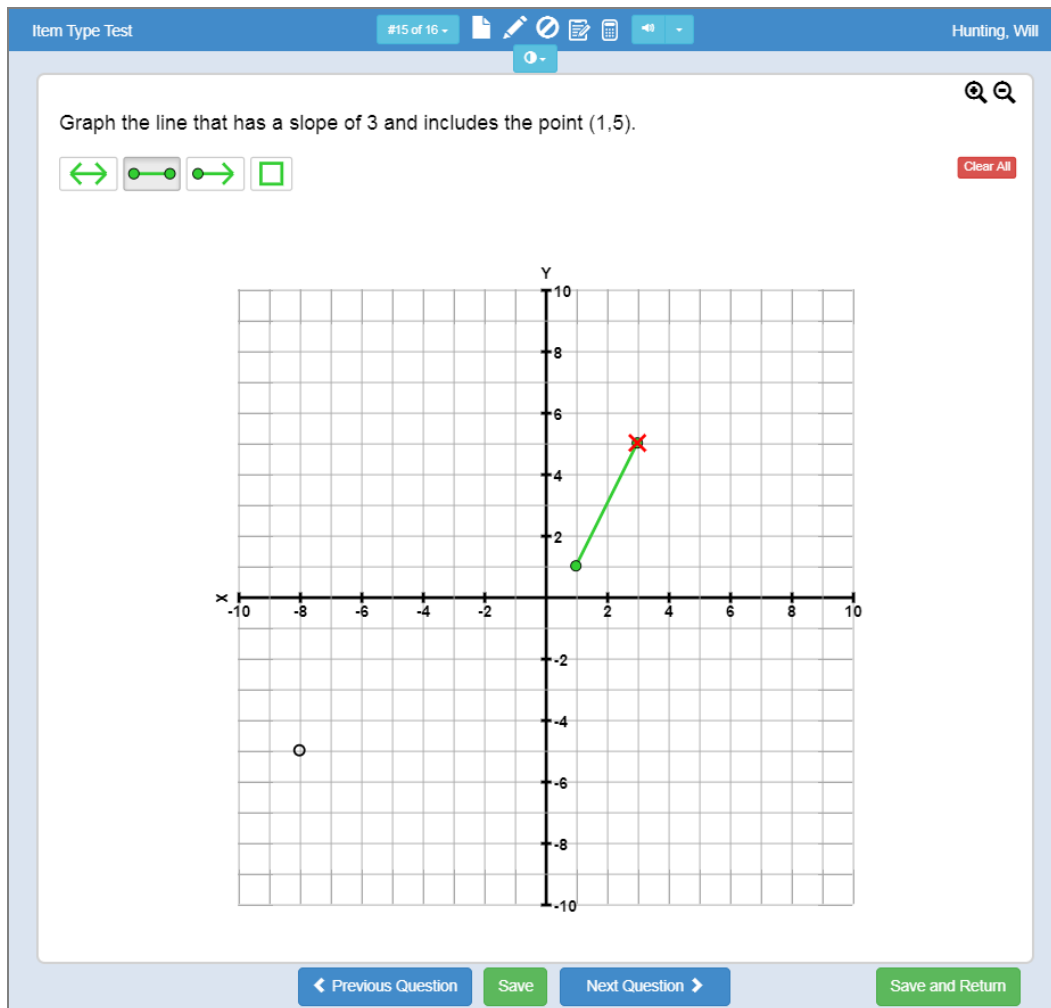 Item Type Test
#15 of 16
Hunting, Will
Graph the line that has a slope of 3 and includes the point (1,5).
Clear All
Y
10
8
6
4
2
X
-10 -8 -6 -4 -2 2 4 6 8 10
-2
-4
-6
-8
-10
Previous Question Save Next Question Save and Return